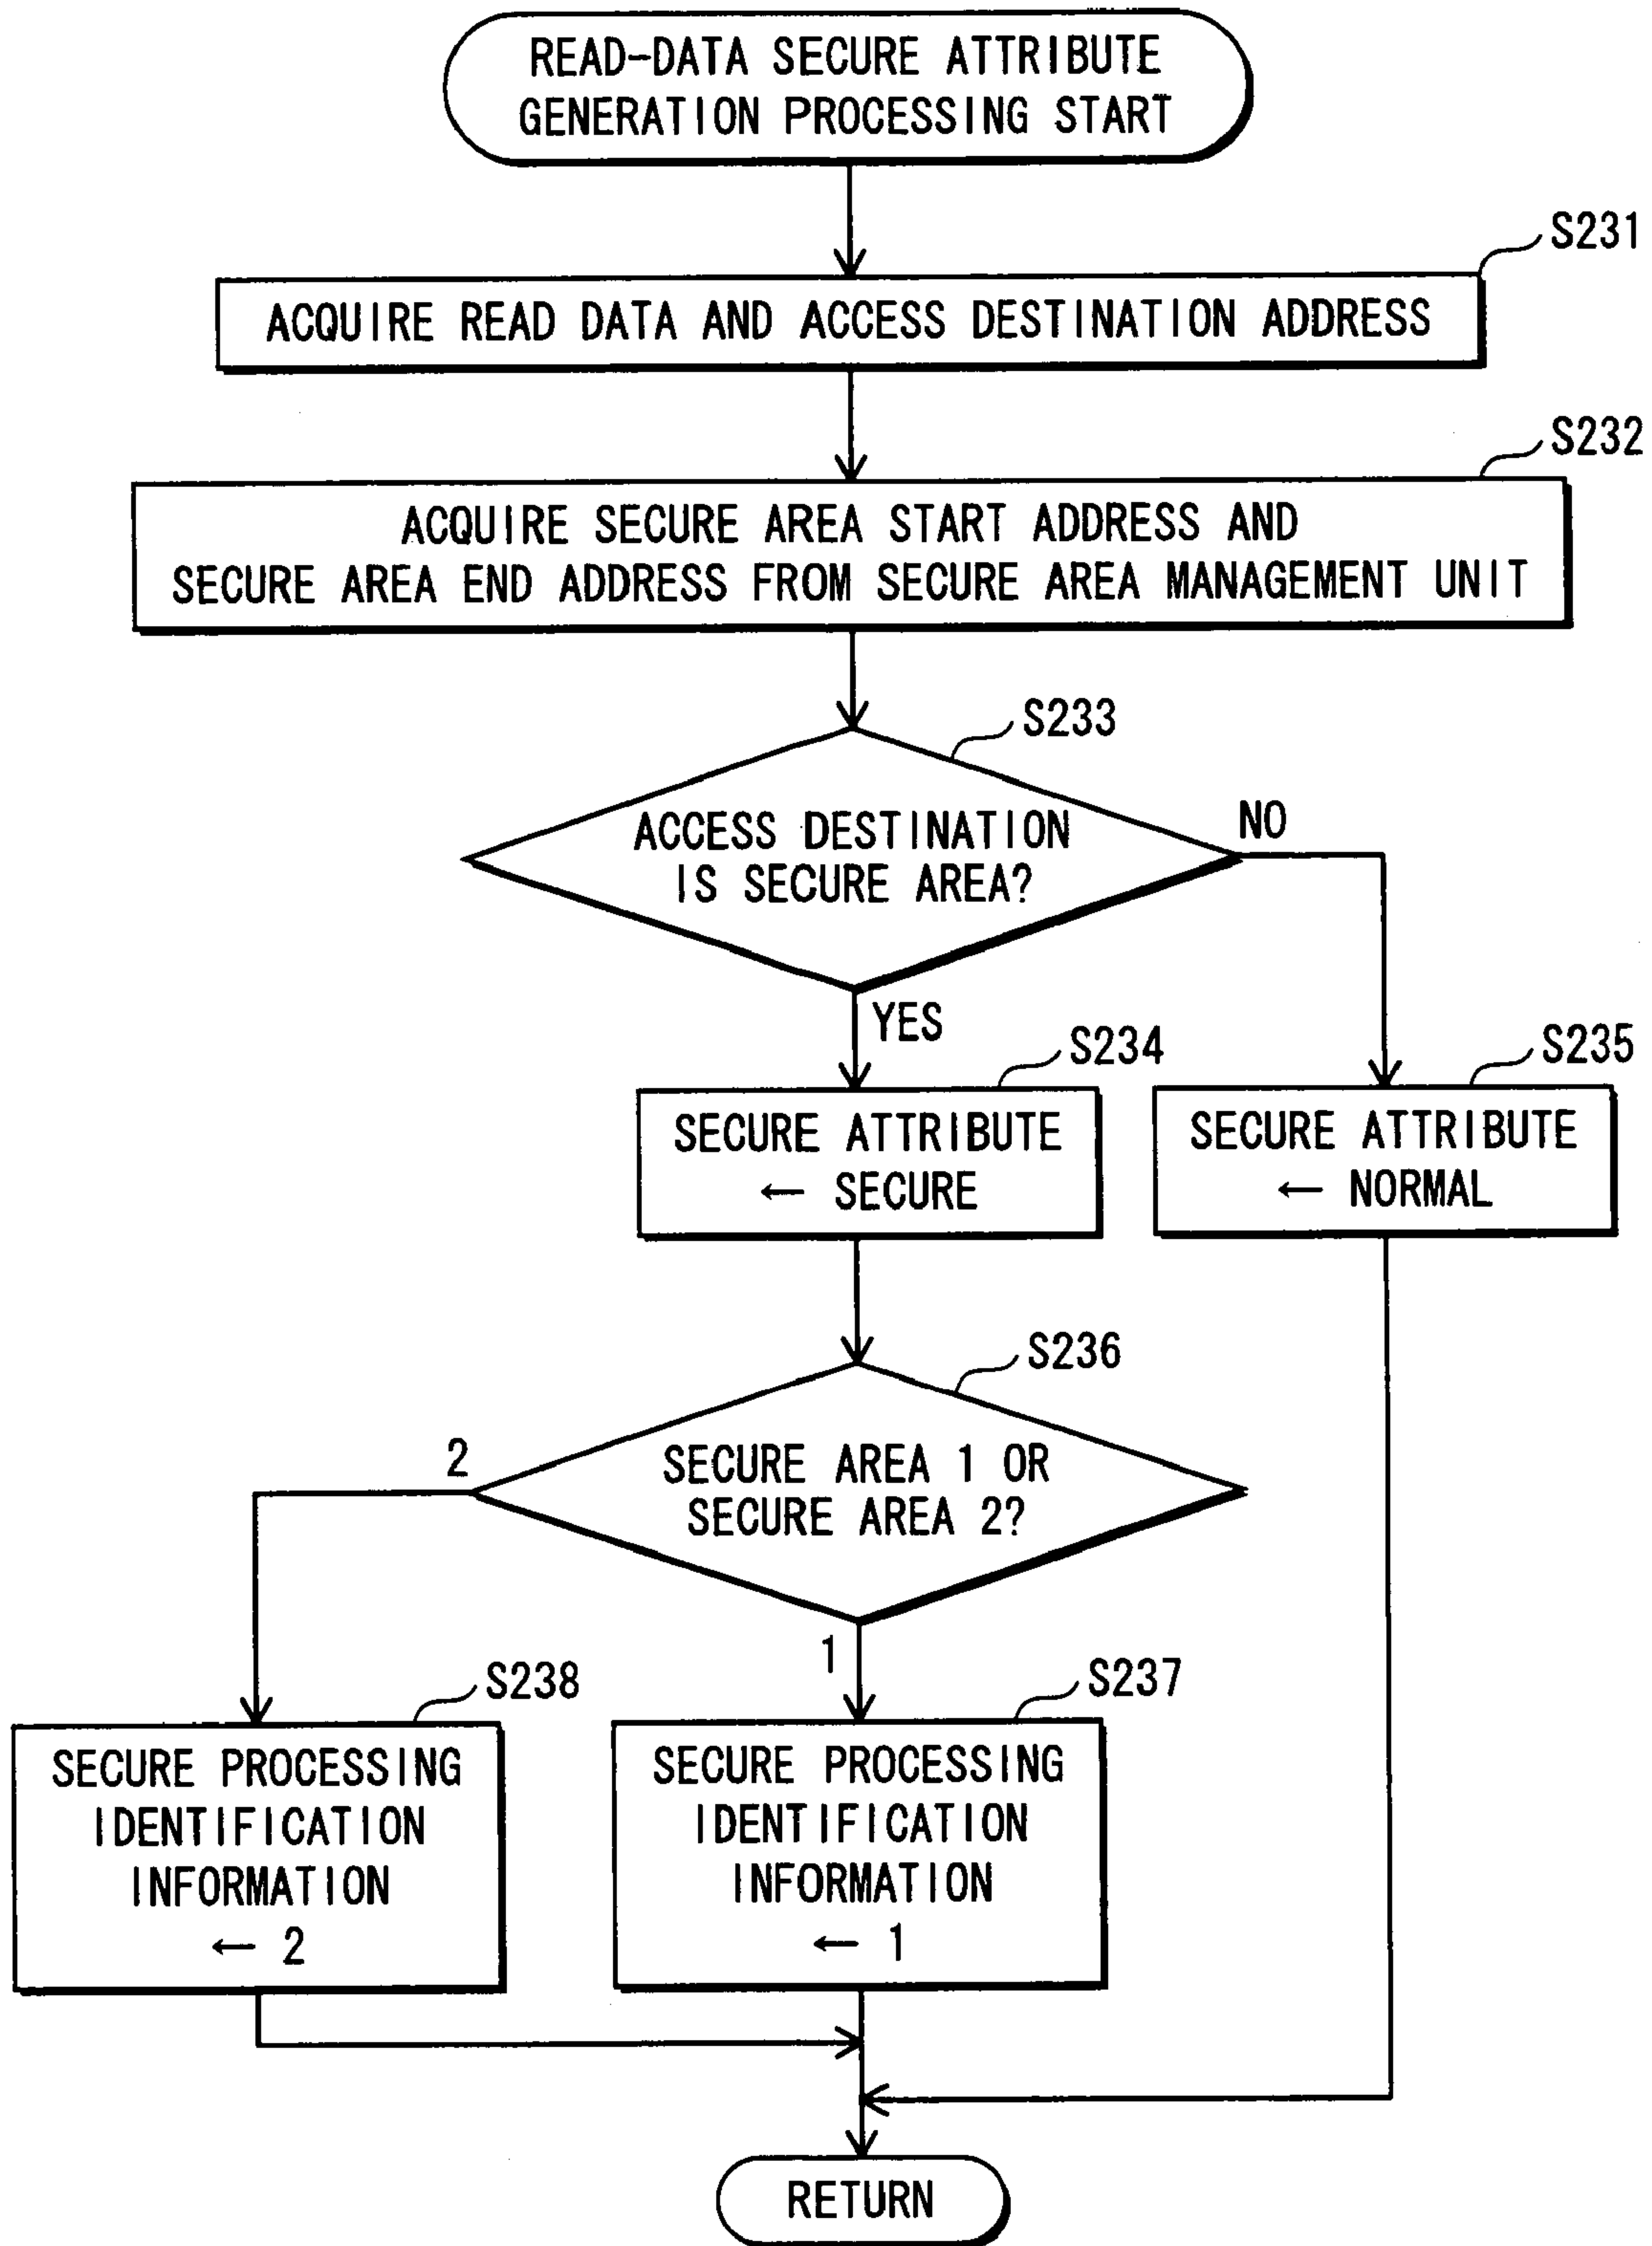 READ-DATA SECURE ATTRIBUTE
GENERATION PROCESSING START
S231
ACQUIRE READ DATA AND ACCESS DESTINATION ADDRESS
S232
ACQUIRE SECURE AREA START ADDRESS AND
SECURE AREA END ADDRESS FROM SECURE AREA MANAGEMENT UNIT
S233
ACCESS DESTINATION
IS SECURE AREA?
NO
YES
S234
SECURE ATTRIBUTE
← SECURE
S235
SECURE ATTRIBUTE
← NORMAL
S236
SECURE AREA 1 OR
SECURE AREA 2?
2
1
S238
SECURE PROCESSING
IDENTIFICATION
INFORMATION
← 2
S237
SECURE PROCESSING
IDENTIFICATION
INFORMATION
← 1
RETURN